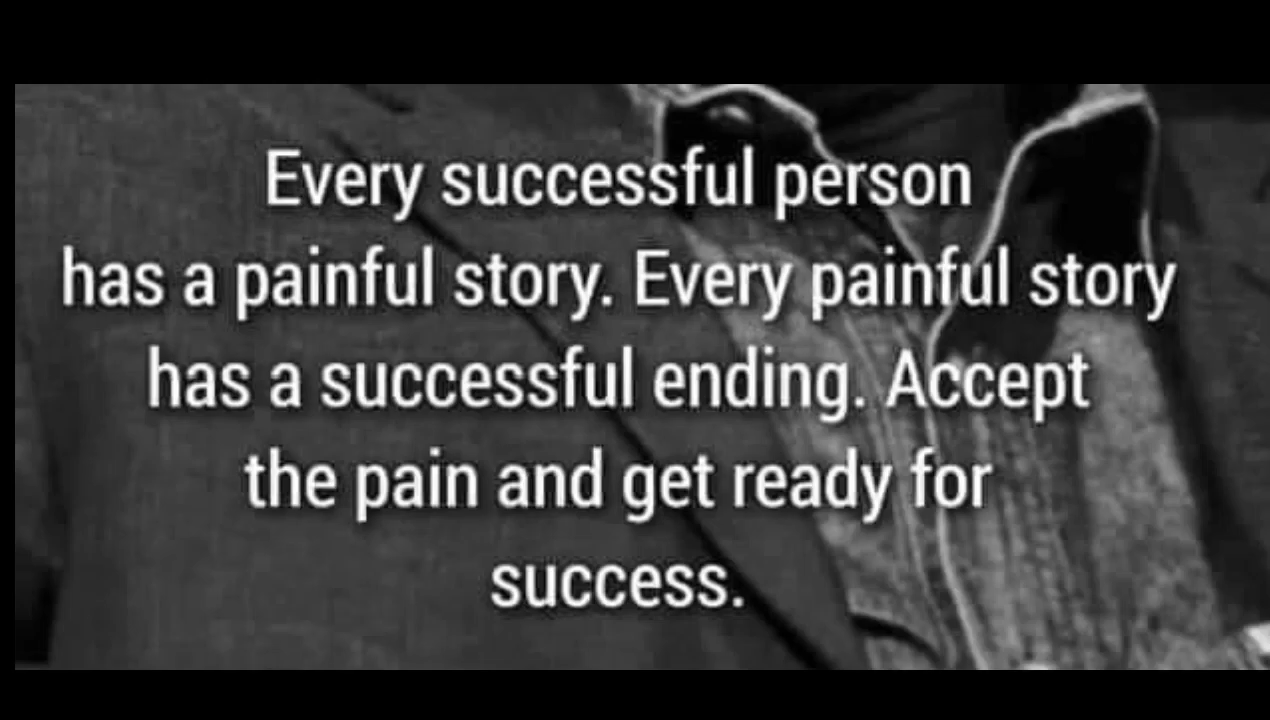 Every successful person
has a painful story. Every painful story
has a successful ending. Accept
the pain and get ready for
success.